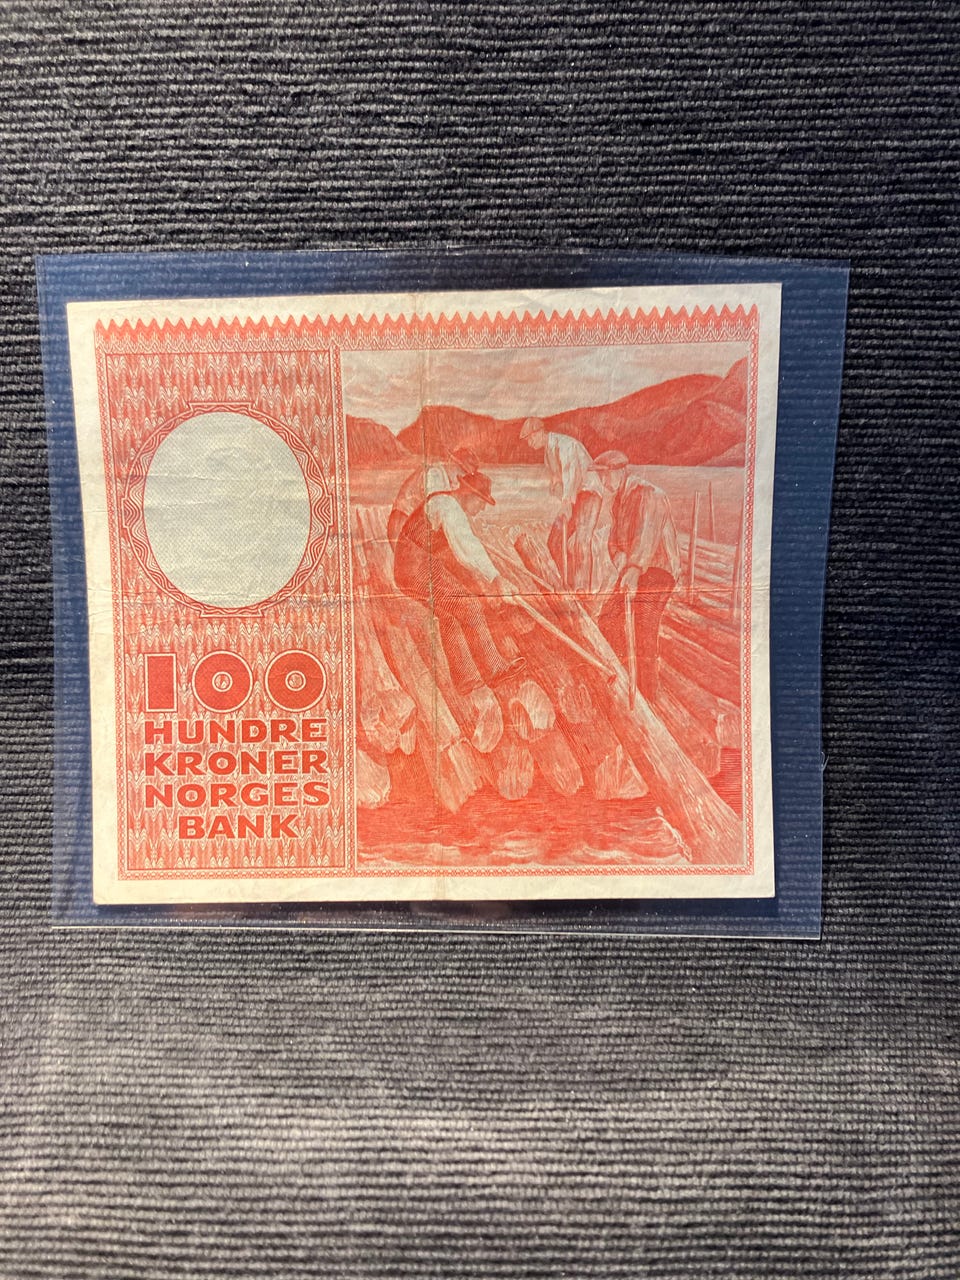 100
HUNDRE
KRONER
NORGES
BANK